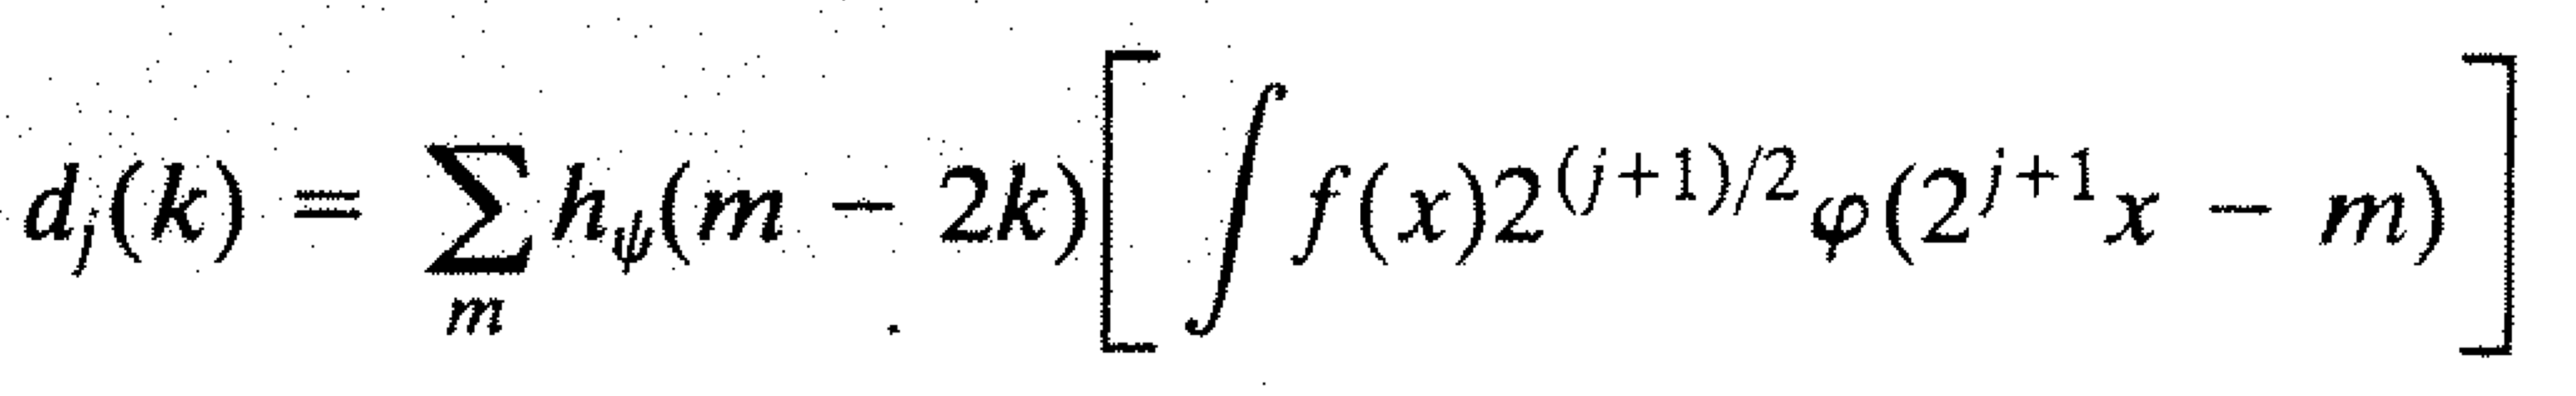 $d_j(k) = \sum_m h_\psi(m - 2k) \left[ \int f(x) 2^{(j+1)/2} \varphi(2^{j+1} x - m) \right]$